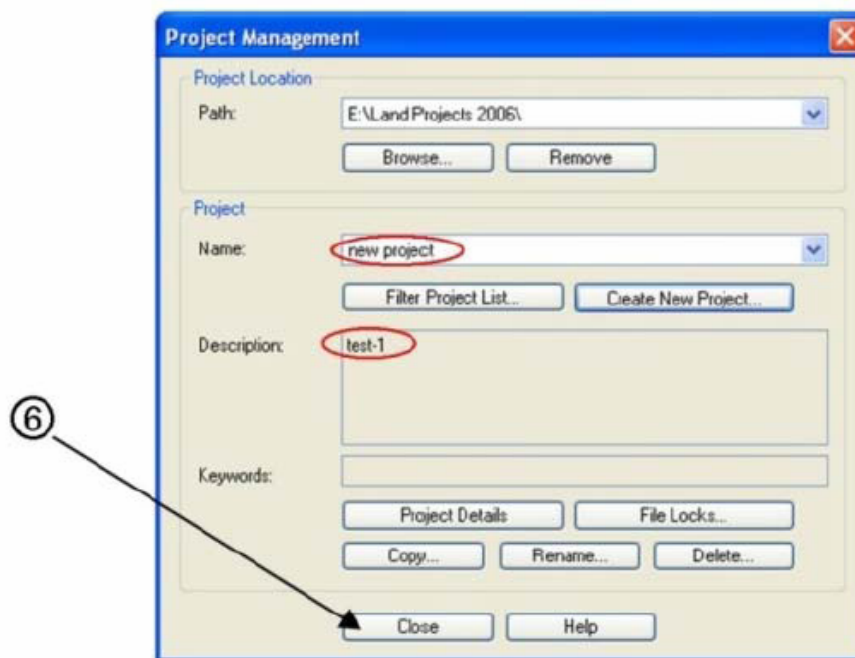 Project Management
Project Location
Path: E:\Land Projects 2006\
Browse... Remove
Project
Name: new project
Filter Project List... Create New Project...
Description: test-1
⑥
Keywords:
Project Details File Locks...
Copy... Rename... Delete...
Close Help